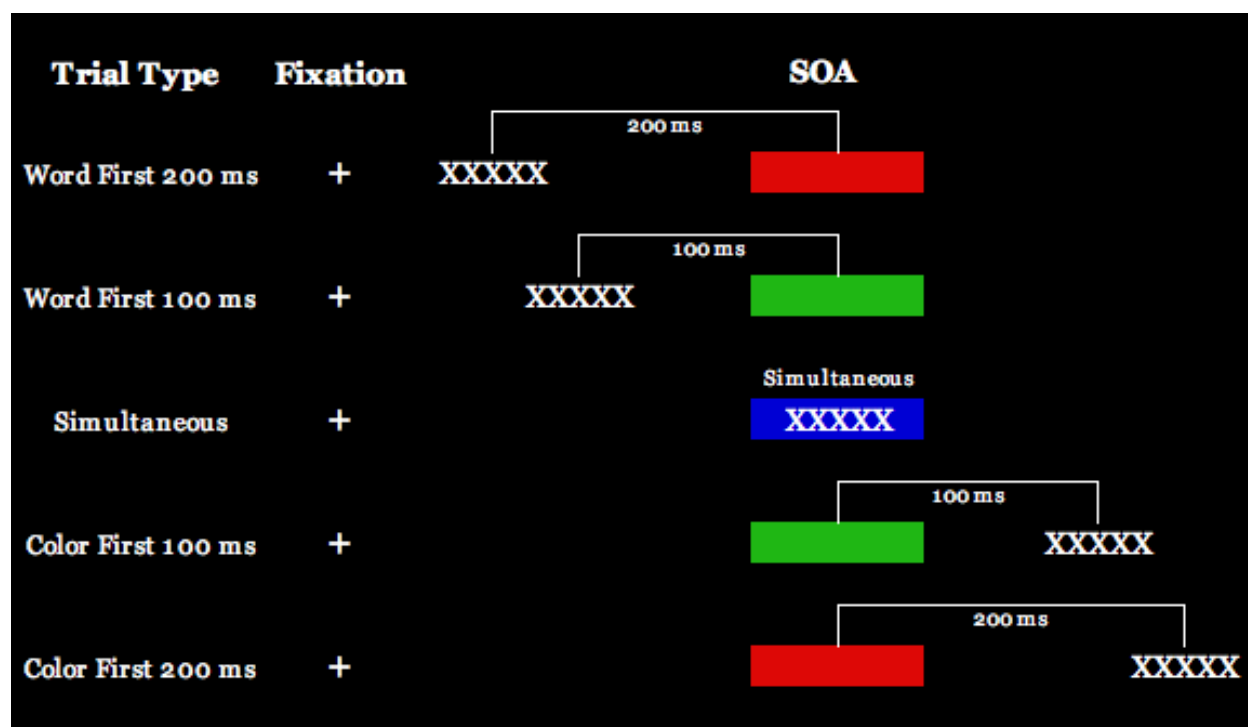 Trial Type Fixation SOA
200 ms
Word First 200 ms + XXXXX
100 ms
Word First 100 ms + XXXXX
Simultaneous
Simultaneous + XXXXX
100 ms
Color First 100 ms + XXXXX
200 ms
Color First 200 ms + XXXXX